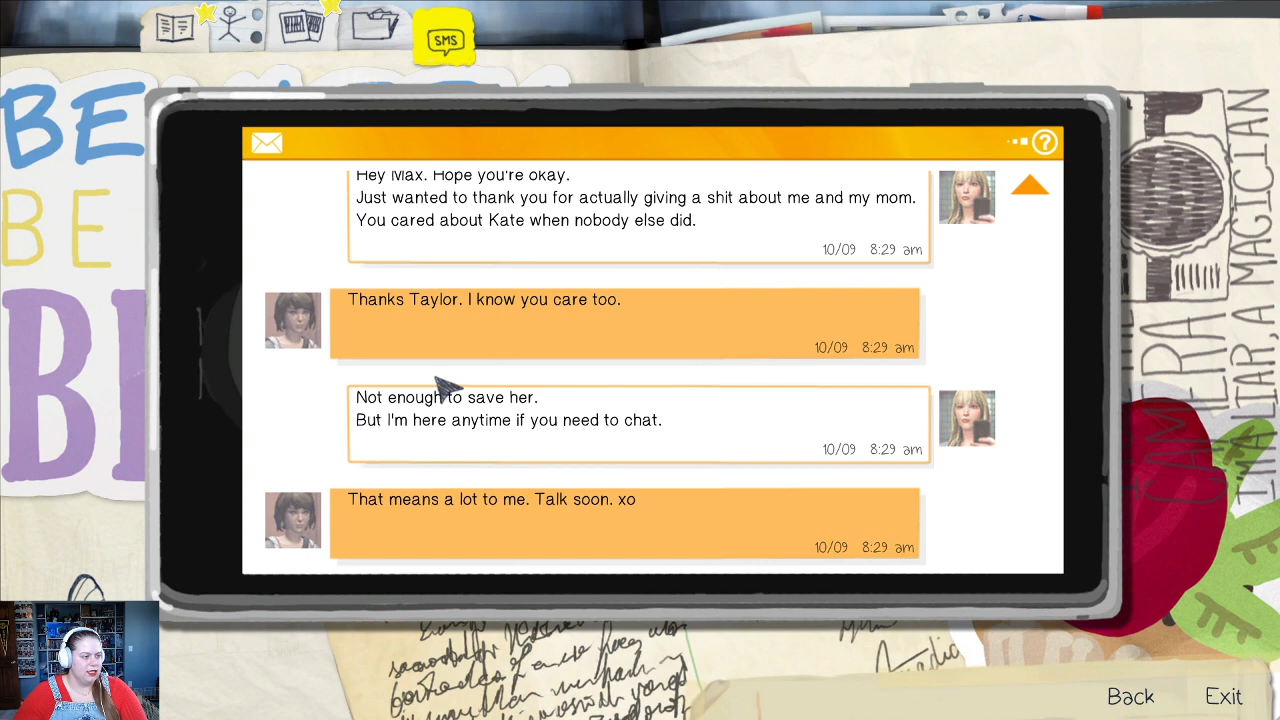 SMS
BE
BE
Hey Max. Hope you're okay.
Just wanted to thank you for actually giving a shit about me and my mom.
You cared about Kate when nobody else did.
10/09 8:29 am
Thanks Taylor. I know you care too.
10/09 8:29 am
Not enough to save her.
But I'm here anytime if you need to chat.
10/09 8:29 am
That means a lot to me. Talk soon. xo
10/09 8:29 am
CAMERA
LIAR, A MAGICIAN
Back Exit